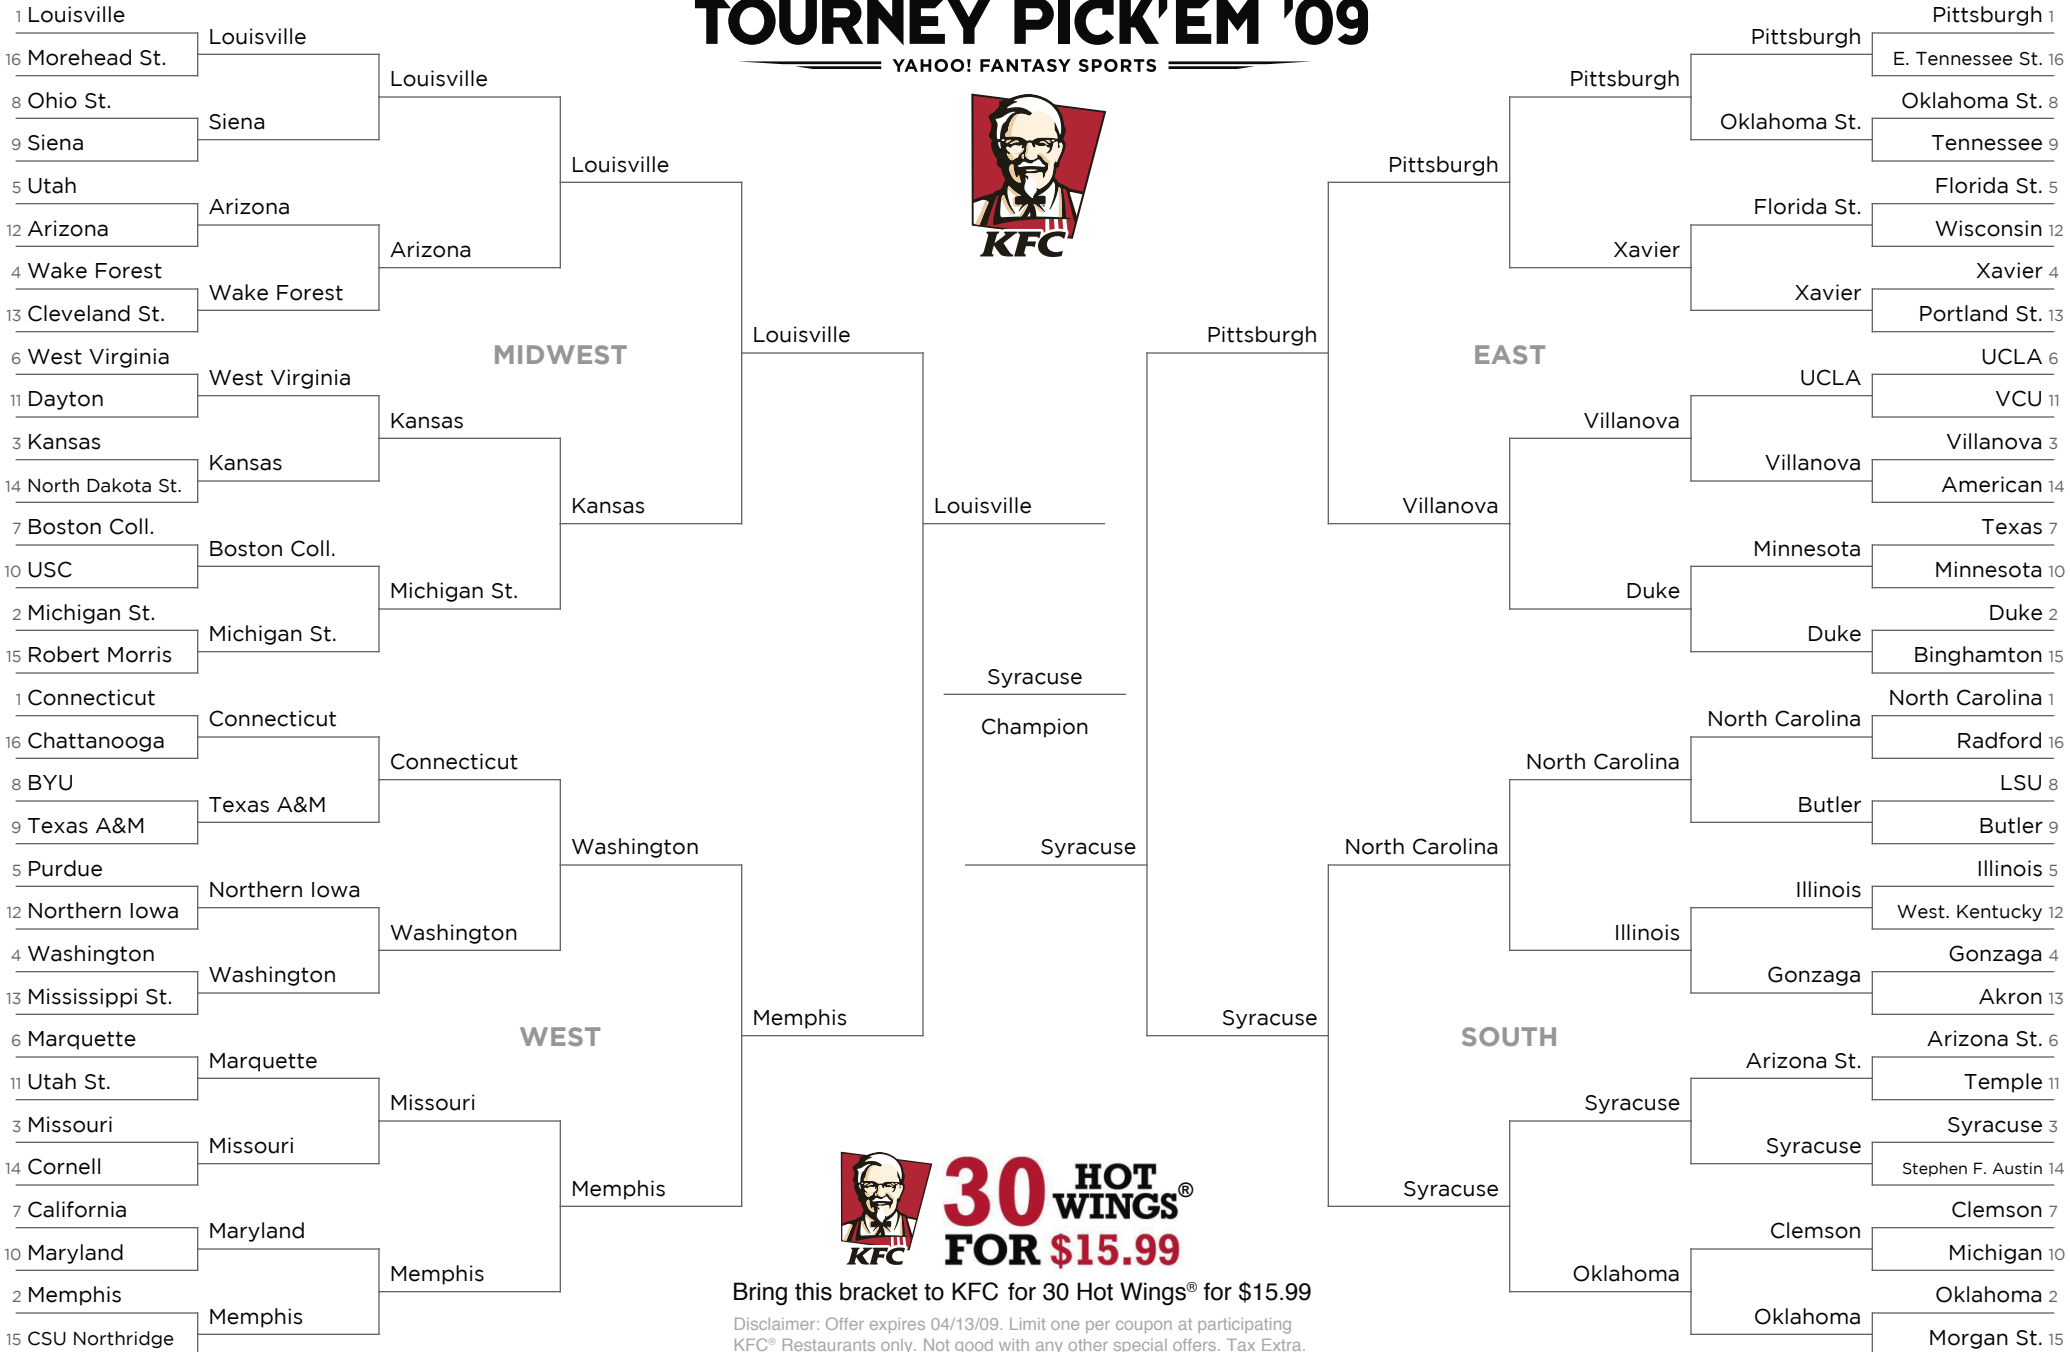 TOURNEY PICK'EM '09
YAHOO! FANTASY SPORTS
KFC
1 Louisville
16 Morehead St.
8 Ohio St.
9 Siena
5 Utah
12 Arizona
4 Wake Forest
13 Cleveland St.
6 West Virginia
11 Dayton
3 Kansas
14 North Dakota St.
7 Boston Coll.
10 USC
2 Michigan St.
15 Robert Morris
1 Connecticut
16 Chattanooga
8 BYU
9 Texas A&M
5 Purdue
12 Northern Iowa
4 Washington
13 Mississippi St.
6 Marquette
11 Utah St.
3 Missouri
14 Cornell
7 California
10 Maryland
2 Memphis
15 CSU Northridge
Louisville
Siena
Arizona
Wake Forest
West Virginia
Kansas
Boston Coll.
Michigan St.
Connecticut
Texas A&M
Northern Iowa
Washington
Marquette
Missouri
Maryland
Memphis
Louisville
Arizona
Kansas
Michigan St.
Connecticut
Washington
Missouri
Memphis
Louisville
Kansas
Washington
Memphis
MIDWEST
WEST
Louisville
Memphis
Louisville
Syracuse
Champion
Syracuse
Pittsburgh
Syracuse
EAST
SOUTH
Pittsburgh
Villanova
North Carolina
Syracuse
Pittsburgh
Xavier
Villanova
Duke
North Carolina
Illinois
Syracuse
Oklahoma
Pittsburgh
Oklahoma St.
Florida St.
Xavier
UCLA
Villanova
Minnesota
Duke
North Carolina
Butler
Illinois
Gonzaga
Arizona St.
Syracuse
Clemson
Oklahoma
Pittsburgh 1
E. Tennessee St. 16
Oklahoma St. 8
Tennessee 9
Florida St. 5
Wisconsin 12
Xavier 4
Portland St. 13
UCLA 6
VCU 11
Villanova 3
American 14
Texas 7
Minnesota 10
Duke 2
Binghamton 15
North Carolina 1
Radford 16
LSU 8
Butler 9
Illinois 5
West. Kentucky 12
Gonzaga 4
Akron 13
Arizona St. 6
Temple 11
Syracuse 3
Stephen F. Austin 14
Clemson 7
Michigan 10
Oklahoma 2
Morgan St. 15
KFC
30 HOT WINGS®
FOR $15.99
Bring this bracket to KFC for 30 Hot Wings® for $15.99
Disclaimer: Offer expires 04/13/09. Limit one per coupon at participating
KFC® Restaurants only. Not good with any other special offers. Tax Extra.